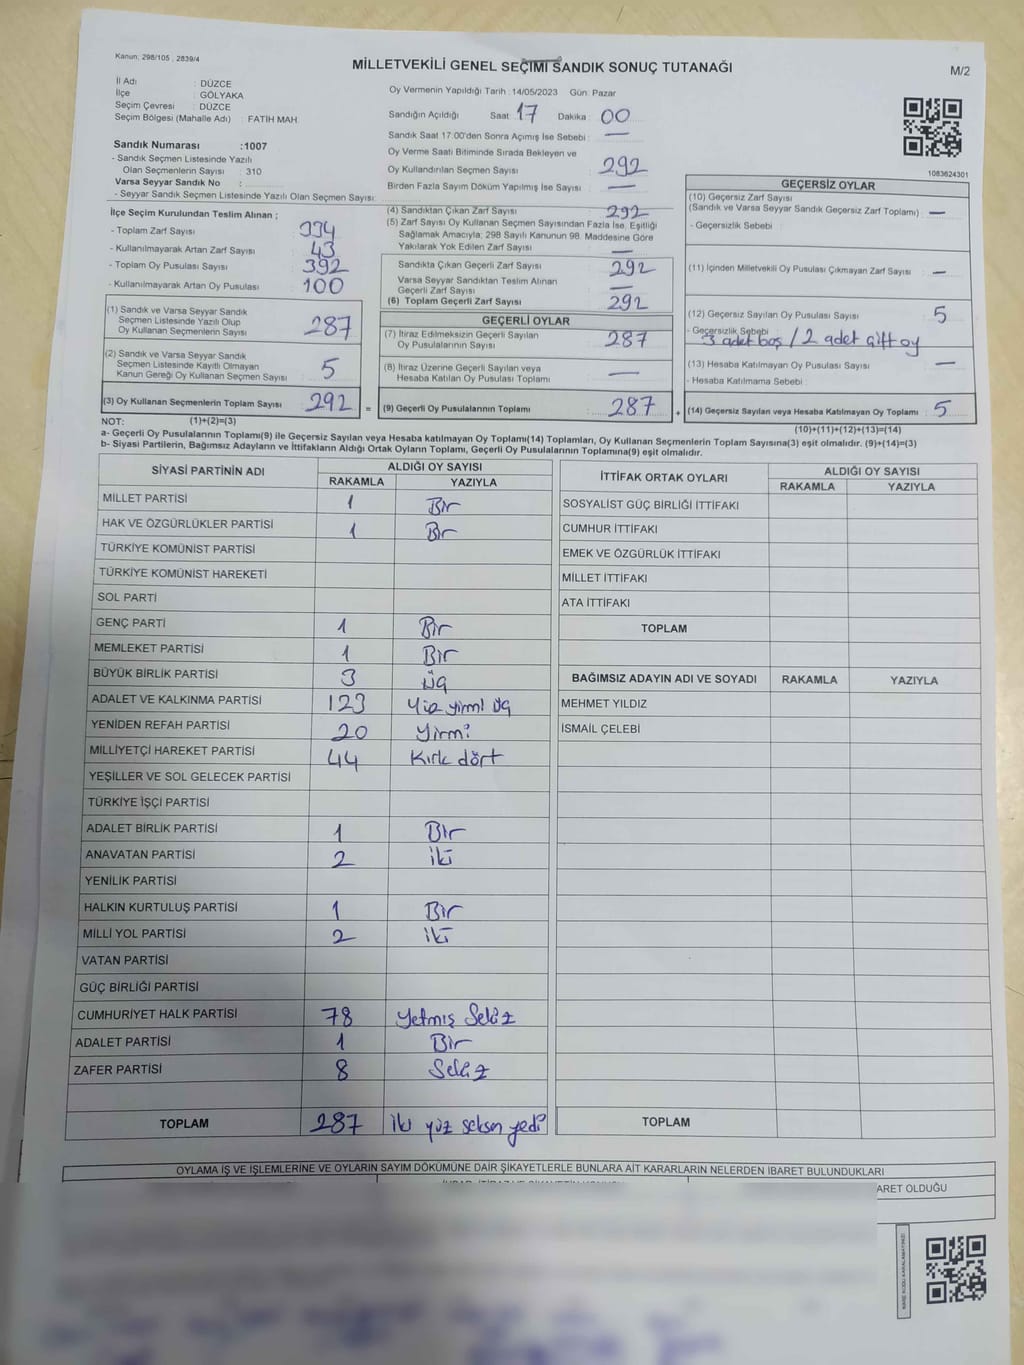 Kanun: 298/105 , 2839/4
MİLLETVEKİLİ GENEL SEÇİMİ SANDIK SONUÇ TUTANAĞI
M/2
İl Adı : DÜZCE
İlçe : GÖLYAKA
Seçim Çevresi : DÜZCE
Seçim Bölgesi (Mahalle Adı) : FATİH MAH
Oy Vermenin Yapıldığı Tarih : 14/05/2023 Gün: Pazar
Sandığın Açıldığı Saat 17 Dakika : 00
Sandık Saat 17:00'den Sonra Açımış İse Sebebi : —
Oy Verme Saati Bitiminde Sırada Bekleyen ve
Oy Kullandırılan Seçmen Sayısı : 292
Birden Fazla Sayım Döküm Yapılmış İse Sayısı : —
Sandık Numarası :1007
- Sandık Seçmen Listesinde Yazılı
Olan Seçmenlerin Sayısı : 310
Varsa Seyyar Sandık No :
- Seyyar Sandık Seçmen Listesinde Yazılı Olan Seçmen Sayısı:
1083624301
İlçe Seçim Kurulundan Teslim Alınan ;
- Toplam Zarf Sayısı : 334
- Kullanılmayarak Artan Zarf Sayısı : 43
- Toplam Oy Pusulası Sayısı : 392
- Kullanılmayarak Artan Oy Pusulası : 100
(4) Sandıktan Çıkan Zarf Sayısı : 292
(5) Zarf Sayısı Oy Kullanan Seçmen Sayısından Fazla İse, Eşitliği
Sağlamak Amacıyla; 298 Sayılı Kanunun 98. Maddesine Göre
Yakılarak Yok Edilen Zarf Sayısı : —
Sandıkta Çıkan Geçerli Zarf Sayısı : 292
Varsa Seyyar Sandıktan Teslim Alınan
Geçerli Zarf Sayısı : —
(6) Toplam Geçerli Zarf Sayısı : 292
GEÇERSİZ OYLAR
(10) Geçersiz Zarf Sayısı
(Sandık ve Varsa Seyyar Sandık Geçersiz Zarf Toplamı) : —
- Geçersizlik Sebebi :
(11) İçinden Milletvekili Oy Pusulası Çıkmayan Zarf Sayısı : —
(12) Geçersiz Sayılan Oy Pusulası Sayısı : 5
- Geçersizlik Sebebi : 3 adet boş / 2 adet çift oy
(13) Hesaba Katılmayan Oy Pusulası Sayısı : —
- Hesaba Katılmama Sebebi :
(14) Geçersiz Sayılan veya Hesaba Katılmayan Oy Toplamı : 5
(10)+(11)+(12)+(13)=(14)
(1) Sandık ve Varsa Seyyar Sandık
Seçmen Listesinde Yazılı Olup
Oy Kullanan Seçmenlerin Sayısı : 287
(2) Sandık ve Varsa Seyyar Sandık
Seçmen Listesinde Kayıtlı Olmayan
Kanun Gereği Oy Kullanan Seçmen Sayısı : 5
(3) Oy Kullanan Seçmenlerin Toplam Sayısı : 292 =
(1)+(2)=(3)
GEÇERLİ OYLAR
(7) İtiraz Edilmeksizin Geçerli Sayılan
Oy Pusulalarının Sayısı : 287
(8) İtiraz Üzerine Geçerli Sayılan veya
Hesaba Katılan Oy Pusulası Toplamı : —
(9) Geçerli Oy Pusulalarının Toplamı : 287 +
NOT:
a- Geçerli Oy Pusulalarının Toplamı(9) ile Geçersiz Sayılan veya Hesaba katılmayan Oy Toplamı(14) Toplamları, Oy Kullanan Seçmenlerin Toplam Sayısına(3) eşit olmalıdır. (9)+(14)=(3)
b- Siyasi Partilerin, Bağımsız Adayların ve İttifakların Aldığı Ortak Oyların Toplamı, Geçerli Oy Pusulalarının Toplamına(9) eşit olmalıdır.
SİYASİ PARTİNİN ADI ALDIĞI OY SAYISI
RAKAMLA YAZIYLA
MİLLET PARTİSİ 1 Bir
HAK VE ÖZGÜRLÜKLER PARTİSİ 1 Bir
TÜRKİYE KOMÜNİST PARTİSİ
TÜRKİYE KOMÜNİST HAREKETİ
SOL PARTİ
GENÇ PARTİ 1 Bir
MEMLEKET PARTİSİ 1 Bir
BÜYÜK BİRLİK PARTİSİ 3 üç
ADALET VE KALKINMA PARTİSİ 123 Yüz yirmi üç
YENİDEN REFAH PARTİSİ 20 Yirmi
MİLLİYETÇİ HAREKET PARTİSİ 44 Kırk dört
YEŞİLLER VE SOL GELECEK PARTİSİ
TÜRKİYE İŞÇİ PARTİSİ
ADALET BİRLİK PARTİSİ 1 Bir
ANAVATAN PARTİSİ 2 iki
YENİLİK PARTİSİ
HALKIN KURTULUŞ PARTİSİ 1 Bir
MİLLİ YOL PARTİSİ 2 iki
VATAN PARTİSİ
GÜÇ BİRLİĞİ PARTİSİ
CUMHURİYET HALK PARTİSİ 78 Yetmiş Sekiz
ADALET PARTİSİ 1 Bir
ZAFER PARTİSİ 8 Sekiz
TOPLAM 287 iki yüz seksen yedi
İTTİFAK ORTAK OYLARI ALDIĞI OY SAYISI
RAKAMLA YAZIYLA
SOSYALİST GÜÇ BİRLİĞİ İTTİFAKI
CUMHUR İTTİFAKI
EMEK VE ÖZGÜRLÜK İTTİFAKI
MİLLET İTTİFAKI
ATA İTTİFAKI
TOPLAM
BAĞIMSIZ ADAYIN ADI VE SOYADI RAKAMLA YAZIYLA
MEHMET YILDIZ
İSMAİL ÇELEBİ
TOPLAM
OYLAMA İŞ VE İŞLEMLERİNE VE OYLARIN SAYIM DÖKÜMÜNE DAİR ŞİKAYETLERLE BUNLARA AİT KARARLARIN NELERDEN İBARET BULUNDUKLARI
ARET OLDUĞU